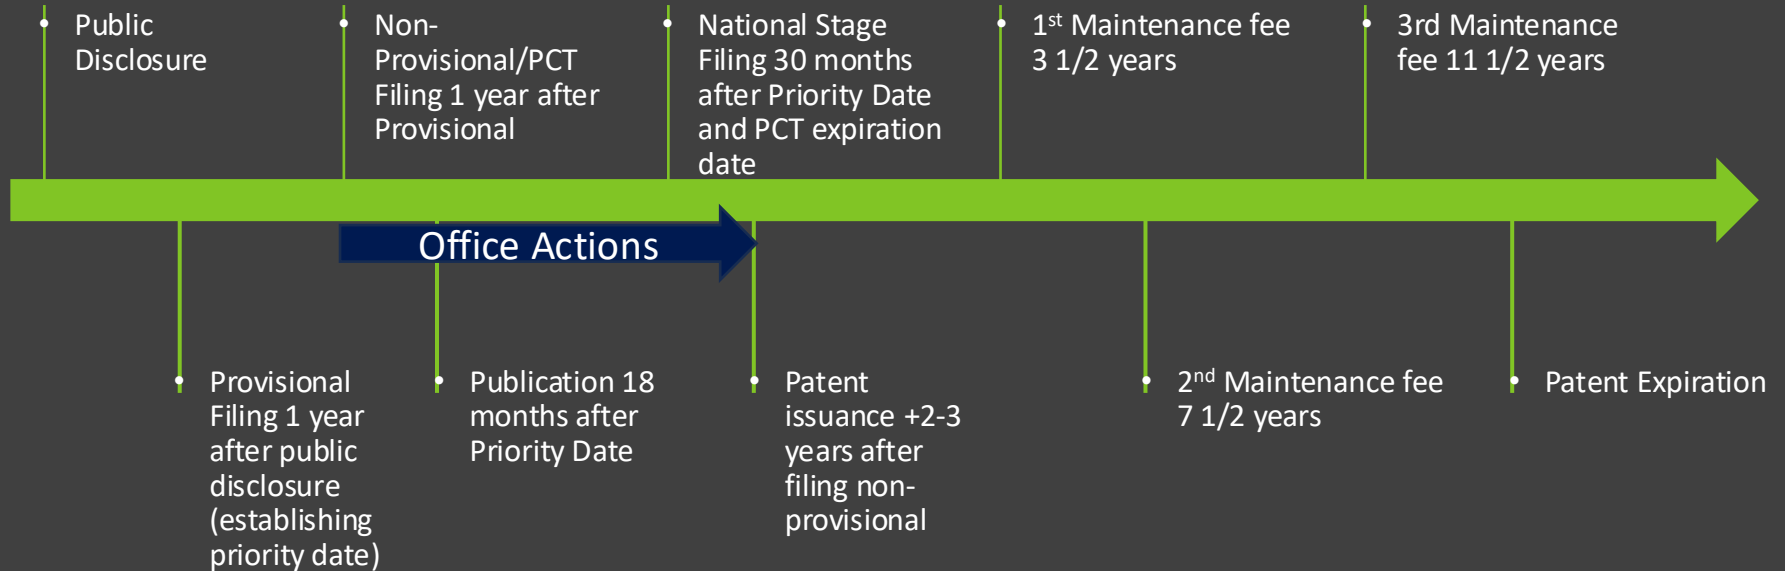 Public
Disclosure
Non-
Provisional/PCT
Filing 1 year after
Provisional
National Stage
Filing 30 months
after Priority Date
and PCT expiration
date
1st Maintenance fee
3 1/2 years
3rd Maintenance
fee 11 1/2 years
Office Actions
Provisional
Filing 1 year
after public
disclosure
(establishing
priority date)
Publication 18
months after
Priority Date
Patent
issuance +2-3
years after
filing non-
provisional
2nd Maintenance fee
7 1/2 years
Patent Expiration